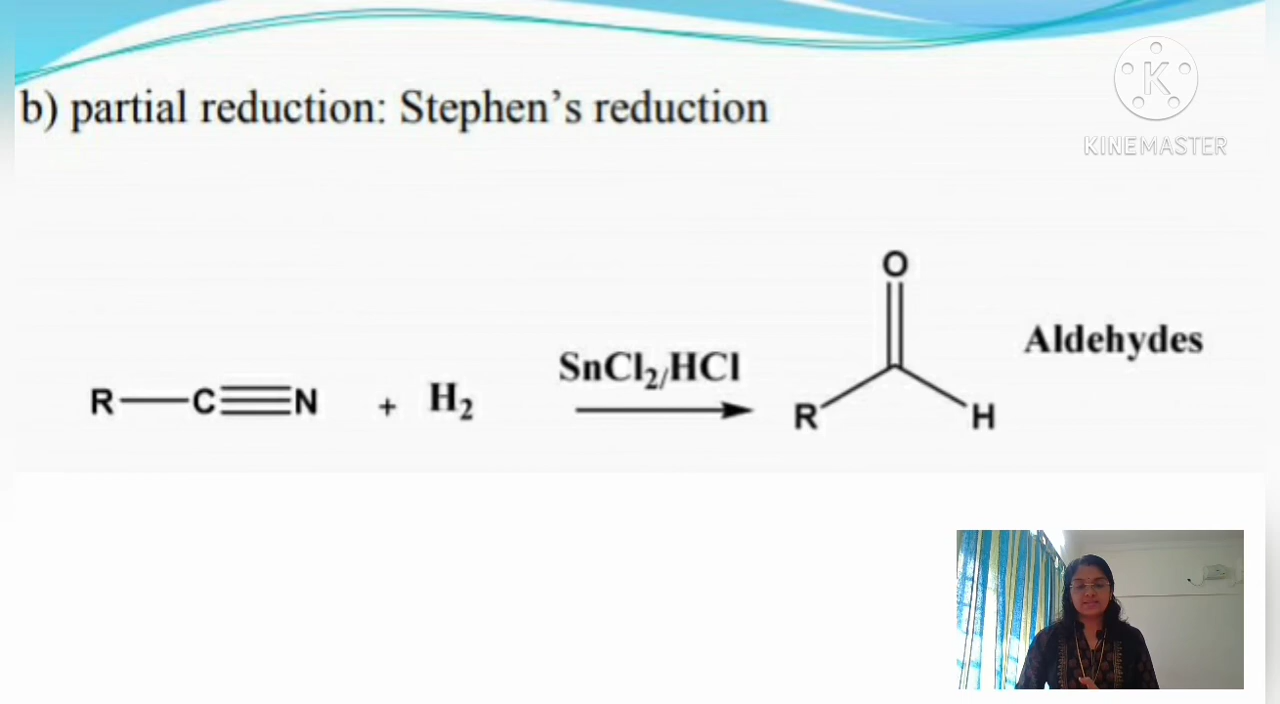 b) partial reduction: Stephen's reduction
K
KINEMASTER
O
Aldehydes
SnCl₂/HCl
R—C≡N + H₂
R H